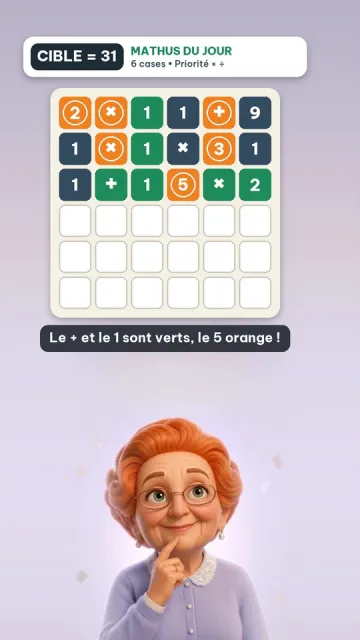 CIBLE = 31
MATHUS DU JOUR
6 cases • Priorité × ÷
2 × 1 1 + 9
1 × 1 × 3 1
1 + 1 5 × 2
Le + et le 1 sont verts, le 5 orange !